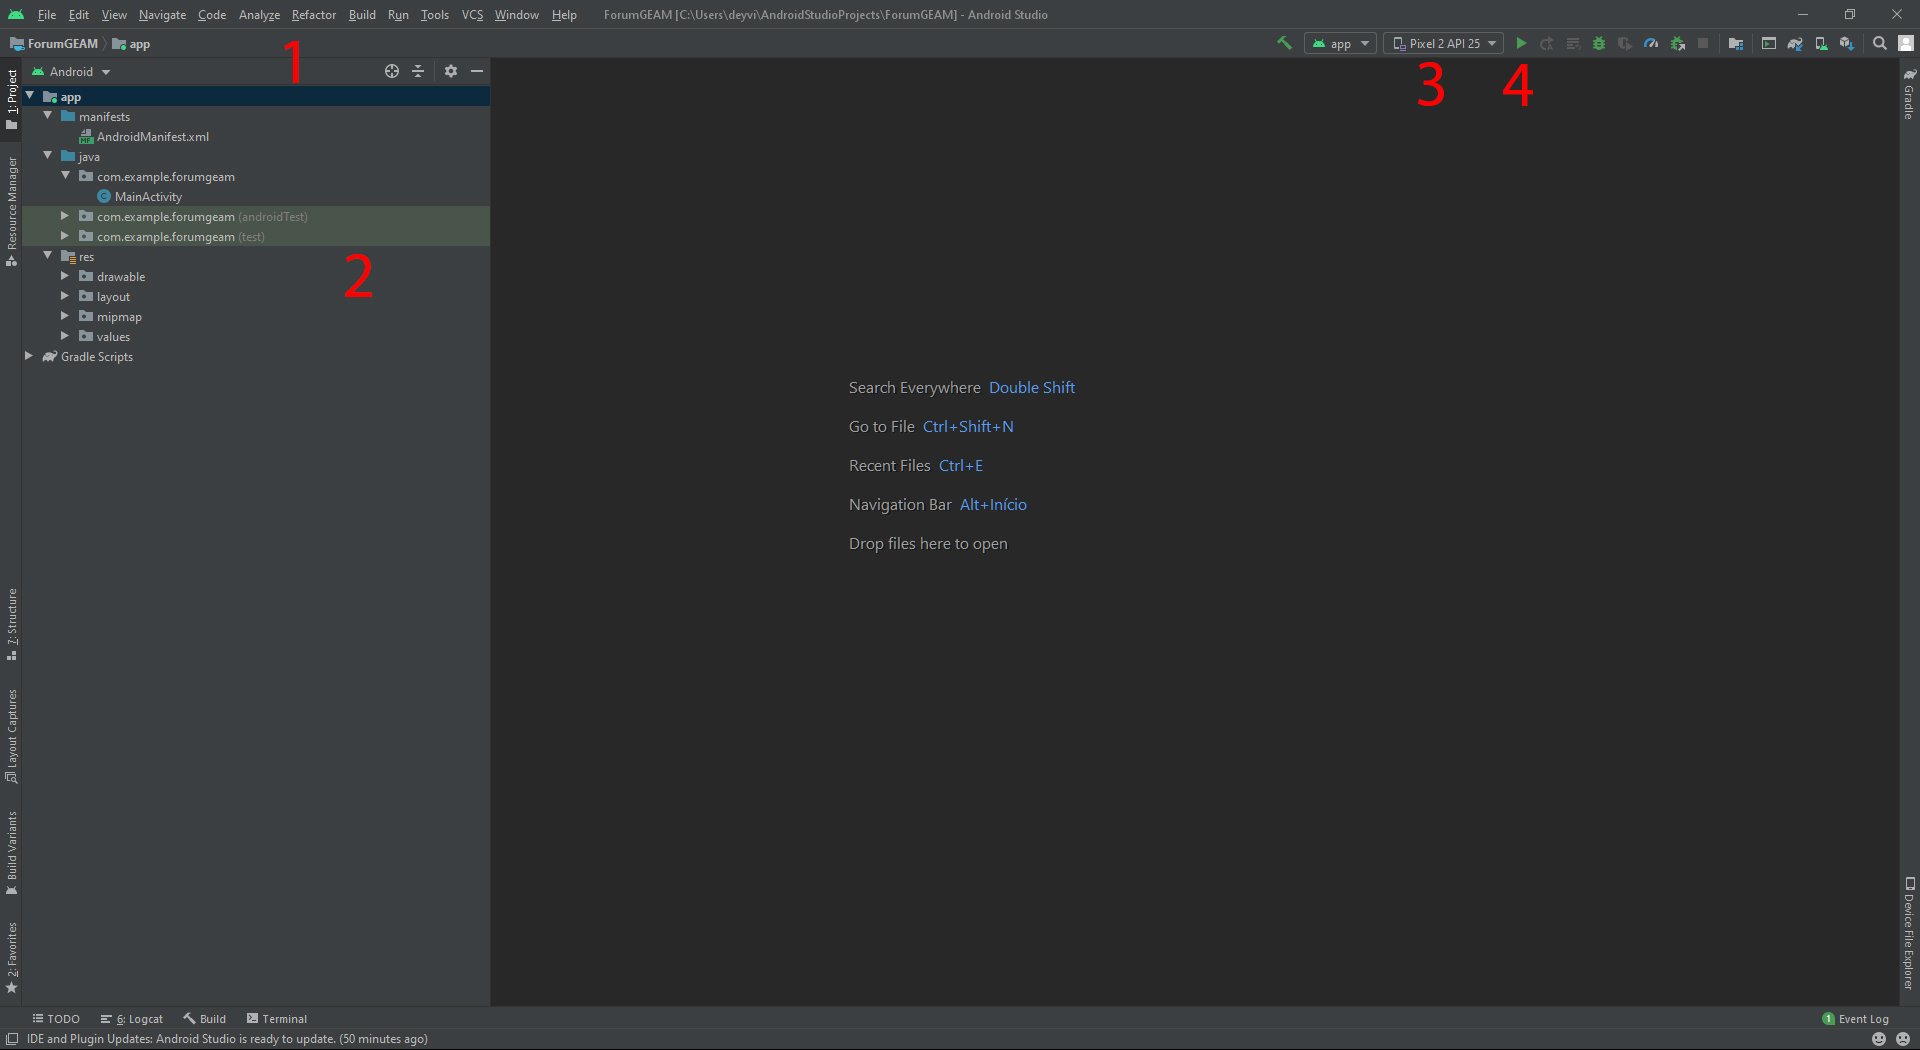 File Edit View Navigate Code Analyze Refactor Build Run Tools VCS Window Help ForumGEAM [C:\Users\deyvi\AndroidStudioProjects\ForumGEAM] - Android Studio
ForumGEAM app app Pixel 2 API 25
1 3 4
Android
app
manifests
AndroidManifest.xml
java
com.example.forumgeam
MainActivity
com.example.forumgeam (androidTest)
com.example.forumgeam (test)
res
2
drawable
layout
mipmap
values
Gradle Scripts
1: Project
Resource Manager
7: Structure
Layout Captures
Build Variants
2: Favorites
Search Everywhere Double Shift
Go to File Ctrl+Shift+N
Recent Files Ctrl+E
Navigation Bar Alt+Início
Drop files here to open
Gradle
Device File Explorer
TODO 6: Logcat Build Terminal 1 Event Log
IDE and Plugin Updates: Android Studio is ready to update. (50 minutes ago)